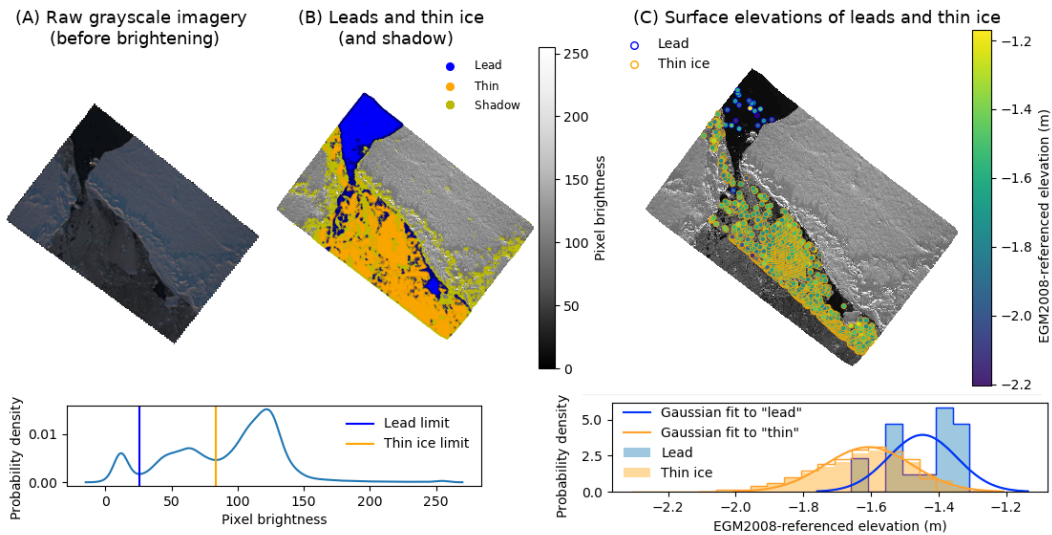 (A) Raw grayscale imagery
(before brightening)
(B) Leads and thin ice
(and shadow)
Lead
Thin
Shadow
250
200
150
100
50
0
Pixel brightness
(C) Surface elevations of leads and thin ice
Lead
Thin ice
−1.2
−1.4
−1.6
−1.8
−2.0
−2.2
EGM2008-referenced elevation (m)
Probability density
0.01
0.00
Lead limit
Thin ice limit
0 50 100 150 200 250
Pixel brightness
Probability density
5.0
2.5
0.0
Gaussian fit to "lead"
Gaussian fit to "thin"
Lead
Thin ice
−2.2 −2.0 −1.8 −1.6 −1.4 −1.2
EGM2008-referenced elevation (m)